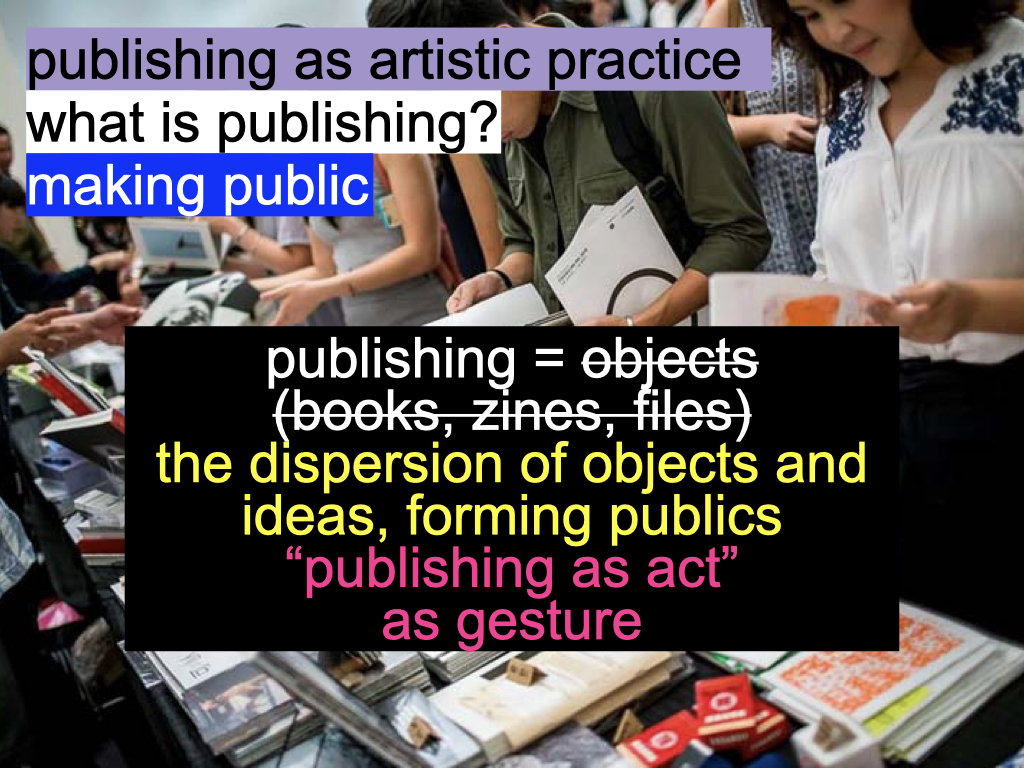 publishing as artistic practice
what is publishing?
making public
publishing = objects
(books, zines, files)
the dispersion of objects and
ideas, forming publics
“publishing as act”
as gesture